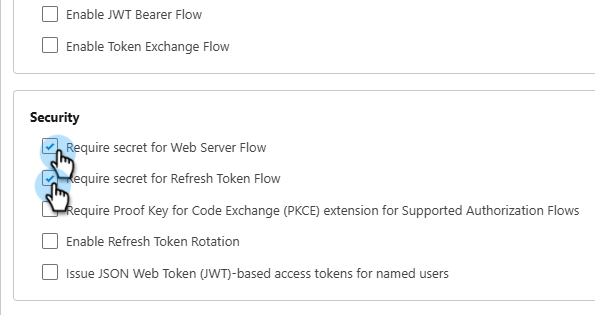 Enable JWT Bearer Flow
Enable Token Exchange Flow
Security
Require secret for Web Server Flow
Require secret for Refresh Token Flow
Require Proof Key for Code Exchange (PKCE) extension for Supported Authorization Flows
Enable Refresh Token Rotation
Issue JSON Web Token (JWT)-based access tokens for named users